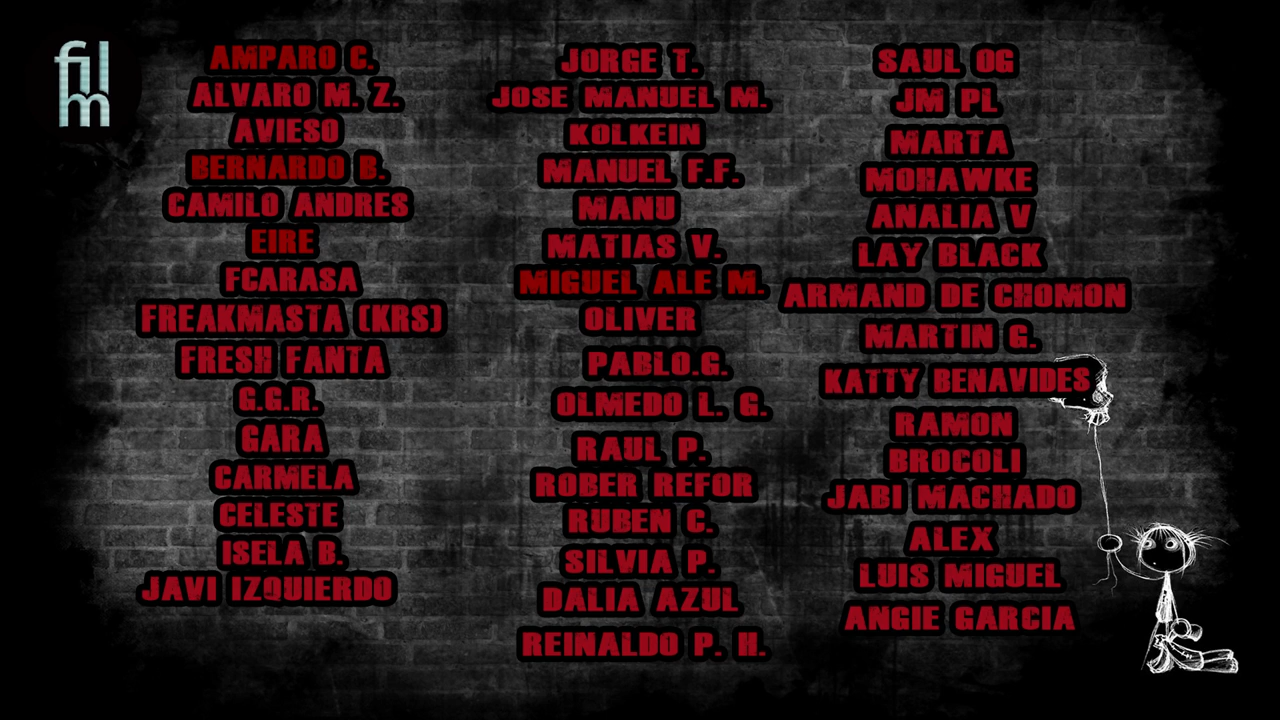 film
AMPARO C.
ALVARO M. Z.
AVIESO
BERNARDO B.
CAMILO ANDRES
EIRE
FCARASA
FREAKMASTA (KRS)
FRESH FANTA
G.G.R.
GARA
CARMELA
CELESTE
ISELA B.
JAVI IZQUIERDO
JORGE T.
JOSE MANUEL M.
KOLKEIN
MANUEL F.F.
MANU
MATIAS V.
MIGUEL ALE M.
OLIVER
PABLO.G.
OLMEDO L. G.
RAUL P.
ROBER REFOR
RUBEN C.
SILVIA P.
DALIA AZUL
REINALDO P. H.
SAUL OG
JM PL
MARTA
MOHAWKE
ANALIA V
LAY BLACK
ARMAND DE CHOMON
MARTIN G.
KATTY BENAVIDES
RAMON
BROCOLI
JABI MACHADO
ALEX
LUIS MIGUEL
ANGIE GARCIA